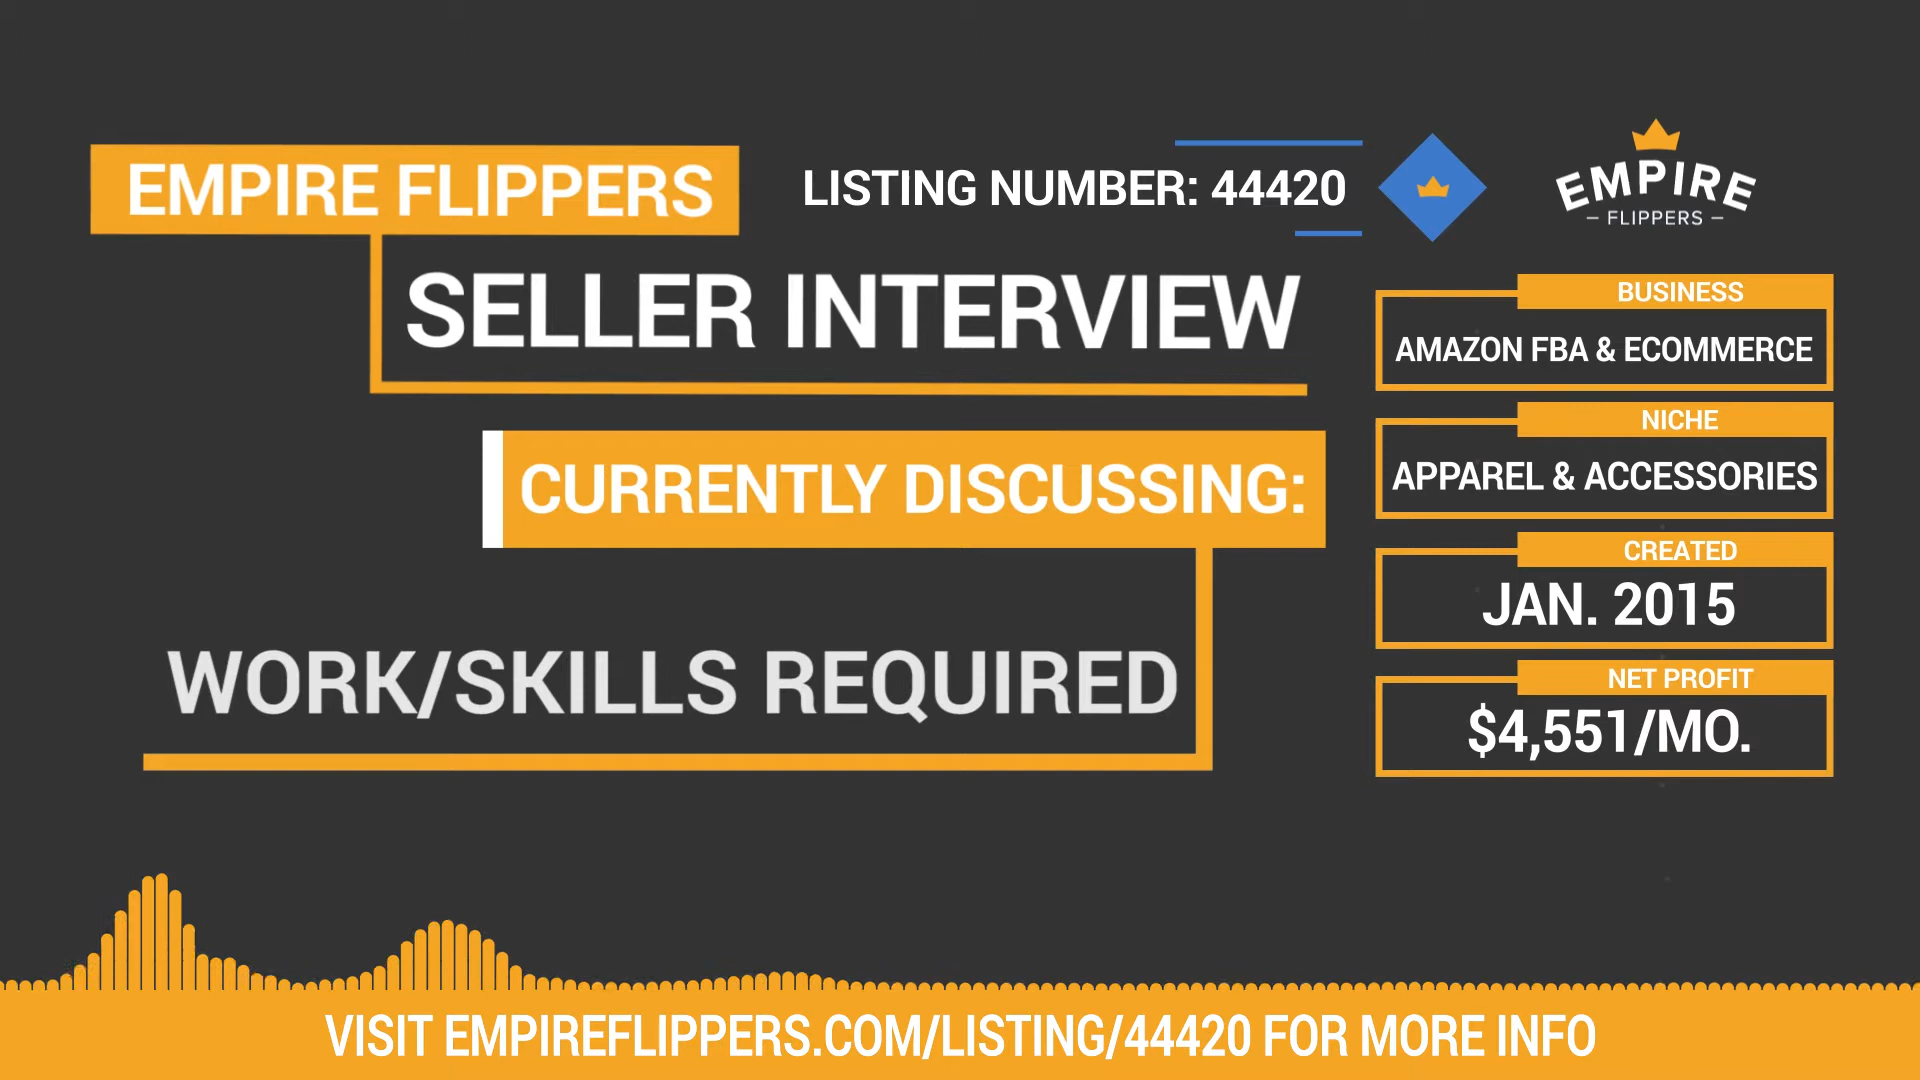 EMPIRE FLIPPERS
LISTING NUMBER: 44420
EMPIRE
– FLIPPERS –
SELLER INTERVIEW
CURRENTLY DISCUSSING:
WORK/SKILLS REQUIRED
BUSINESS
AMAZON FBA & ECOMMERCE
NICHE
APPAREL & ACCESSORIES
CREATED
JAN. 2015
NET PROFIT
$4,551/MO.
VISIT EMPIREFLIPPERS.COM/LISTING/44420 FOR MORE INFO